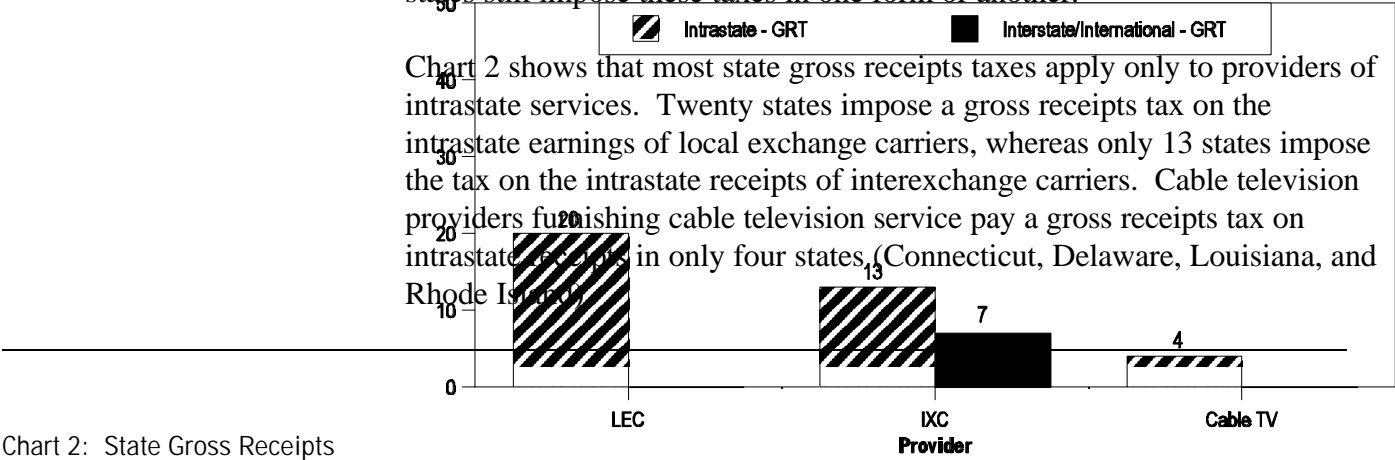 states still impose these taxes in one form or another.
50
Intrastate - GRT
Interstate/International - GRT
Chart 2 shows that most state gross receipts taxes apply only to providers of
40
intrastate services. Twenty states impose a gross receipts tax on the
intrastate earnings of local exchange carriers, whereas only 13 states impose
30
the tax on the intrastate receipts of interexchange carriers. Cable television
providers furnishing cable television service pay a gross receipts tax on
20
20
intrastate receipts in only four states (Connecticut, Delaware, Louisiana, and
13
Rhode Island).
10
7
4
0
LEC
IXC
Cable TV
Provider
Chart 2: State Gross Receipts